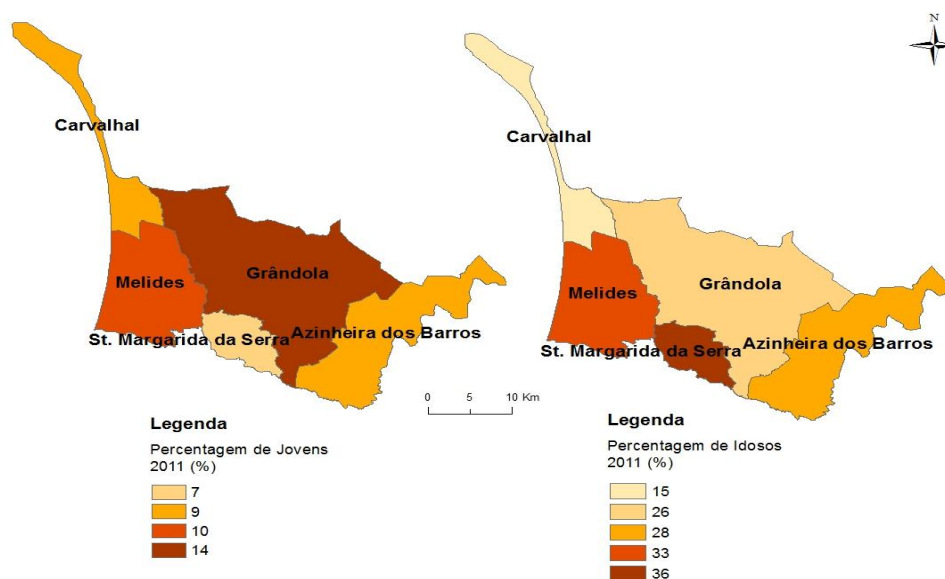 N
Carvalhal
Melides
Grândola
St. Margarida da Serra
Azinheira dos Barros
0 5 10 Km
Legenda
Percentagem de Jovens
2011 (%)
7
9
10
14
Carvalhal
Melides
Grândola
St. Margarida da Serra
Azinheira dos Barros
Legenda
Percentagem de Idosos
2011 (%)
15
26
28
33
36